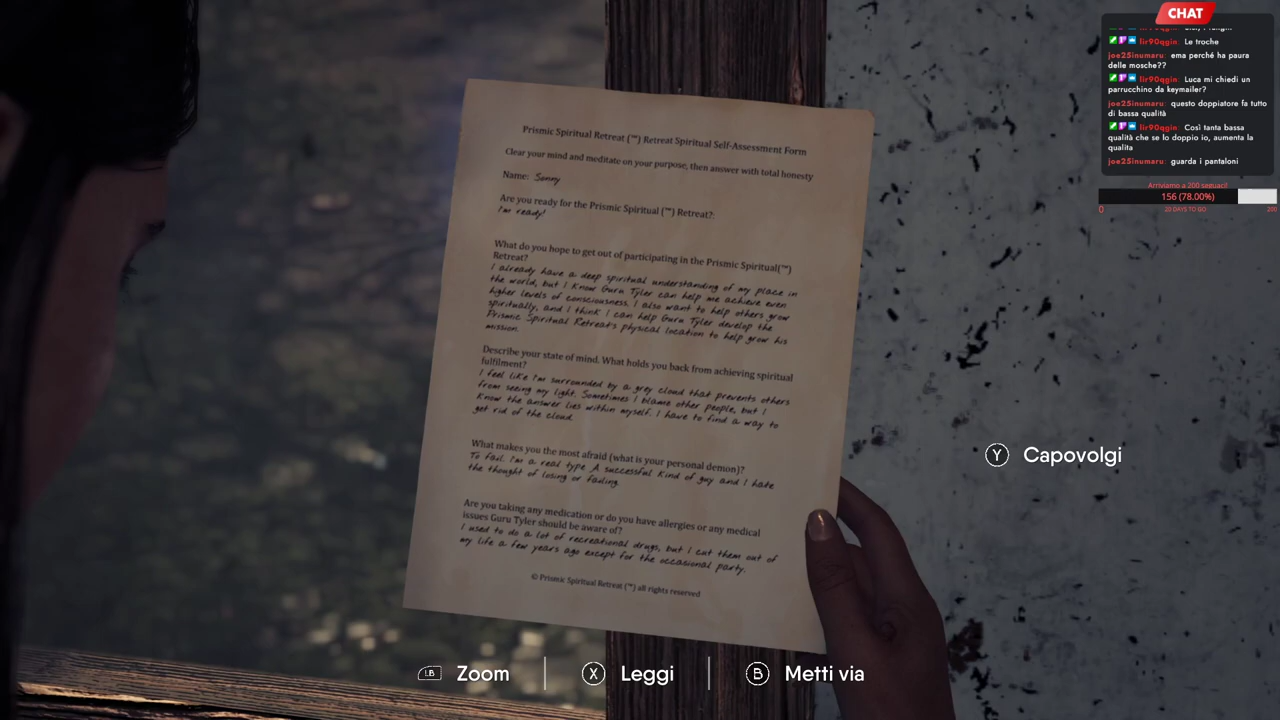 Prismic Spiritual Retreat (™) Retreat Spiritual Self-Assessment Form
Clear your mind and meditate on your purpose, then answer with total honesty
Name: Sonny
Are you ready for the Prismic Spiritual (™) Retreat?:
I'm ready!
What do you hope to get out of participating in the Prismic Spiritual(™)
Retreat?
I already have a deep spiritual understanding of my place in
the world, but I know Guru Tyler can help me achieve even
higher levels of consciousness. I also want to help others grow
spiritually, and I think I can help Guru Tyler develop the
Prismic Spiritual Retreat's physical location to help grow his
mission.
Describe your state of mind. What holds you back from achieving spiritual
fulfilment?
I feel like I'm surrounded by a grey cloud that prevents others
from seeing my light. Sometimes I blame other people, but I
know the answer lies within myself. I have to find a way to
get rid of the cloud.
What makes you the most afraid (what is your personal demon)?
To fail. I'm a real type A successful kind of guy and I hate
the thought of losing or failing.
Are you taking any medication or do you have allergies or any medical
issues Guru Tyler should be aware of?
I used to do a lot of recreational drugs, but I cut them out of
my life a few years ago except for the occasional party.
© Prismic Spiritual Retreat (™) all rights reserved
Y Capovolgi
LB Zoom
X Leggi
B Metti via
CHAT
lir90qgin: Le troche
joe25inumaru: ema perché ha paura
delle mosche??
lir90qgin: Luca mi chiedi un
parrucchino da keymailer?
joe25inumaru: questo doppiatore fa tutto
di bassa qualità
lir90qgin: Così tanta bassa
qualità che se lo doppio io, aumenta la
qualita
joe25inumaru: guarda i pantaloni
Arriviamo a 200 seguaci!
156 (78.00%)
0 20 DAYS TO GO 200